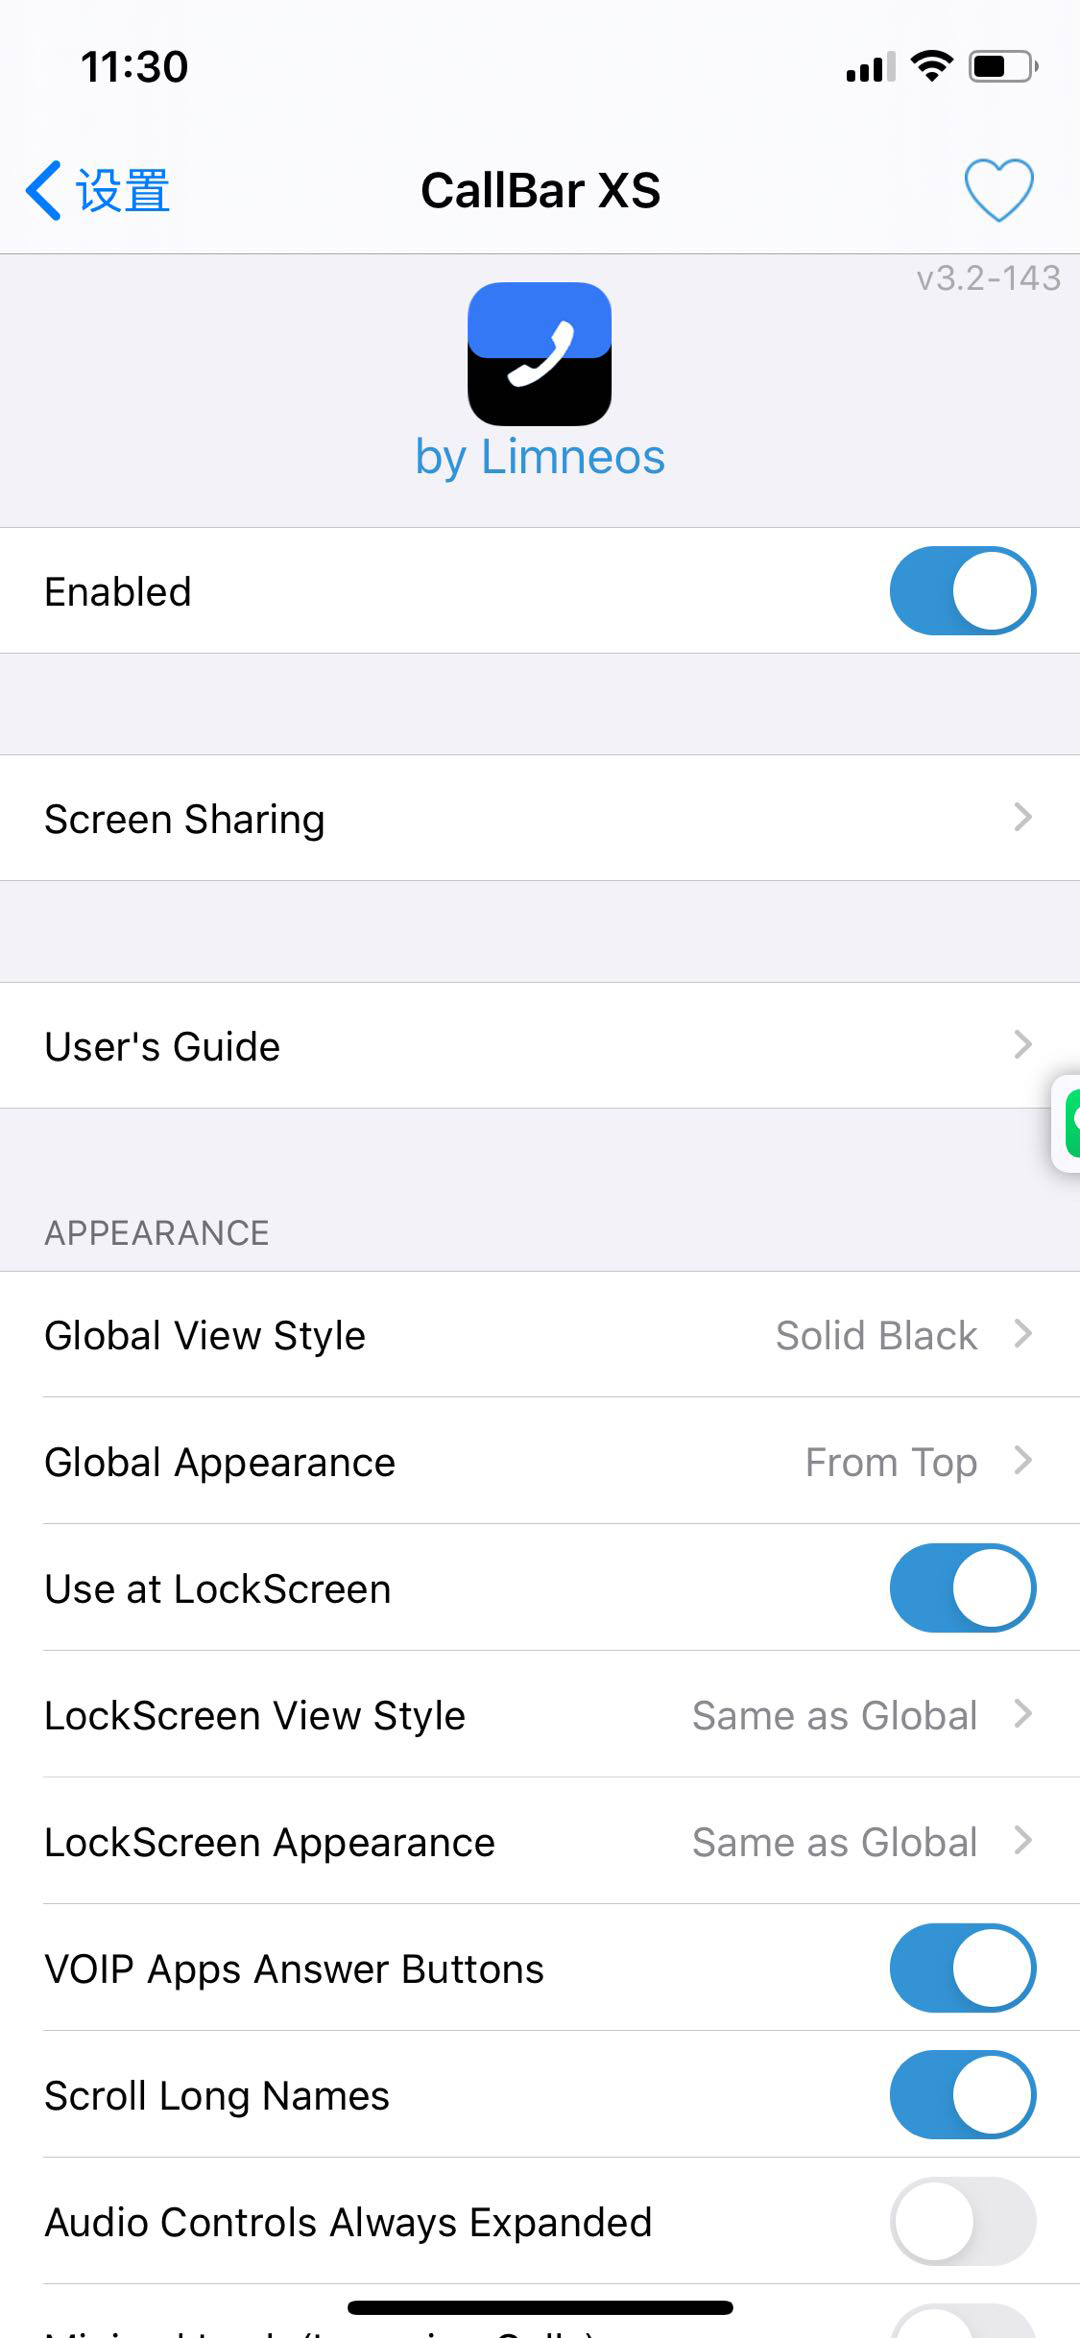 11:30
设置
CallBar XS
v3.2-143
by Limneos
Enabled
Screen Sharing
User's Guide
APPEARANCE
Global View Style Solid Black
Global Appearance From Top
Use at LockScreen
LockScreen View Style Same as Global
LockScreen Appearance Same as Global
VOIP Apps Answer Buttons
Scroll Long Names
Audio Controls Always Expanded